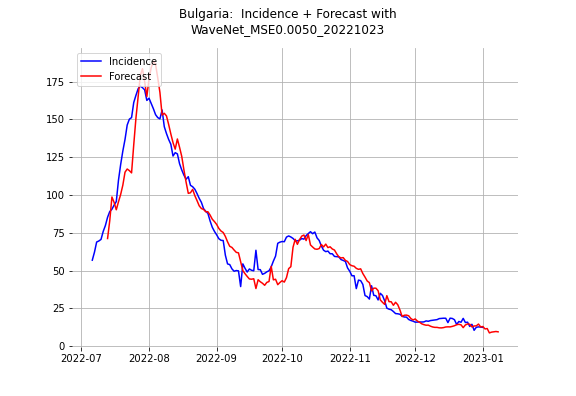 Bulgaria:  Incidence + Forecast with
WaveNet_MSE0.0050_20221023
Incidence
Forecast
175
150
125
100
75
50
25
0
2022-07 2022-08 2022-09 2022-10 2022-11 2022-12 2023-01